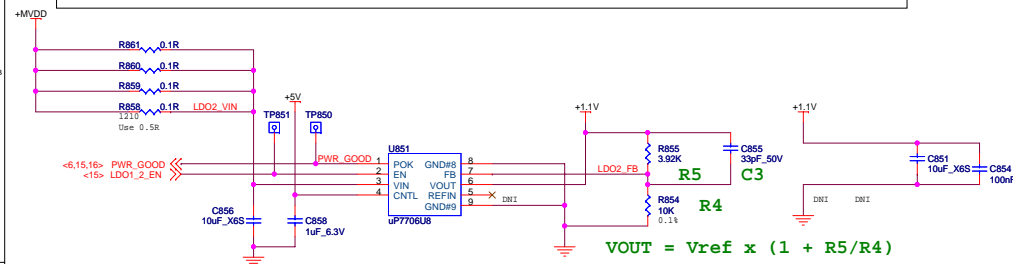 +MVDD
R861 0.1R
R860 0.1R
R859 0.1R
R858 0.1R LDO2_VIN
1210
Use 0.5R
+5V
TP851 TP850
<6,15,16> PWR_GOOD
<15> LDO1_2_EN
PWR_GOOD
U851
1 POK GND#8 8
2 EN FB 7
3 VIN VOUT 6
4 CNTL REFIN 5
GND#9 9
uP7706U8
DNI
C856
10uF_X6S
C858
1uF_6.3V
+1.1V
LDO2_FB
R855
3.92K
R5
C855
33pF_50V
C3
R854
10K
0.1%
R4
VOUT = Vref x (1 + R5/R4)
+1.1V
C851
10uF_X6S
C854
100nF
DNI DNI